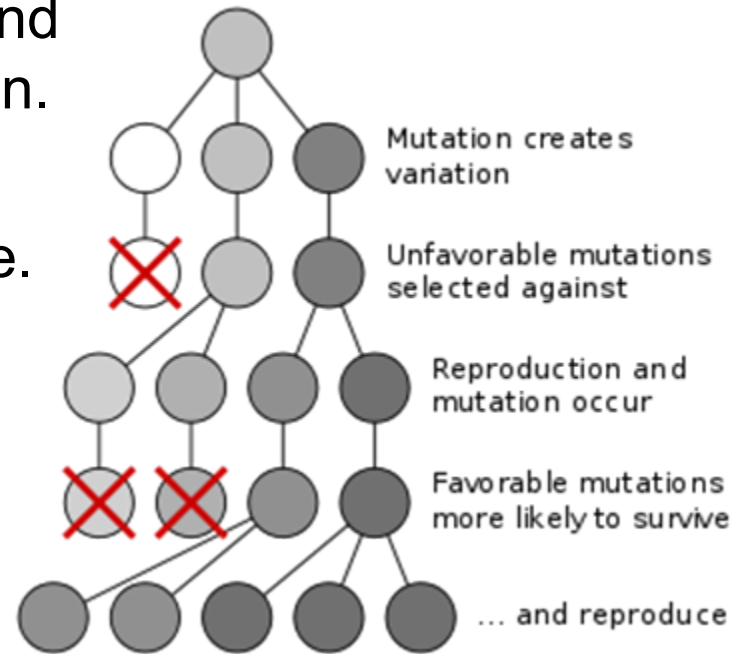 nd
n.
Mutation creates
variation
e.
Unfavorable mutations
selected against
Reproduction and
mutation occur
Favorable mutations
more likely to survive
... and reproduce